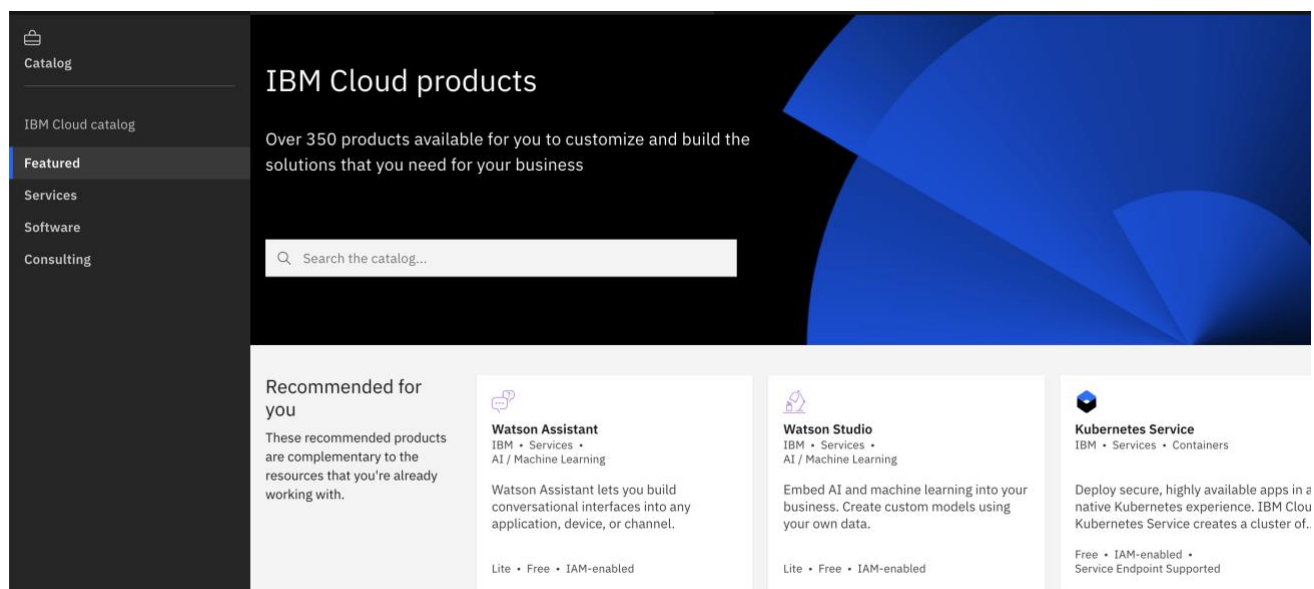 Catalog
IBM Cloud catalog
Featured
Services
Software
Consulting
IBM Cloud products
Over 350 products available for you to customize and build the
solutions that you need for your business
Search the catalog...
Recommended for
you
These recommended products
are complementary to the
resources that you're already
working with.
Watson Assistant
IBM • Services •
AI / Machine Learning
Watson Assistant lets you build
conversational interfaces into any
application, device, or channel.
Lite • Free • IAM-enabled
Watson Studio
IBM • Services •
AI / Machine Learning
Embed AI and machine learning into your
business. Create custom models using
your own data.
Lite • Free • IAM-enabled
Kubernetes Service
IBM • Services • Containers
Deploy secure, highly available apps in a
native Kubernetes experience. IBM Clou
Kubernetes Service creates a cluster of..
Free • IAM-enabled •
Service Endpoint Supported